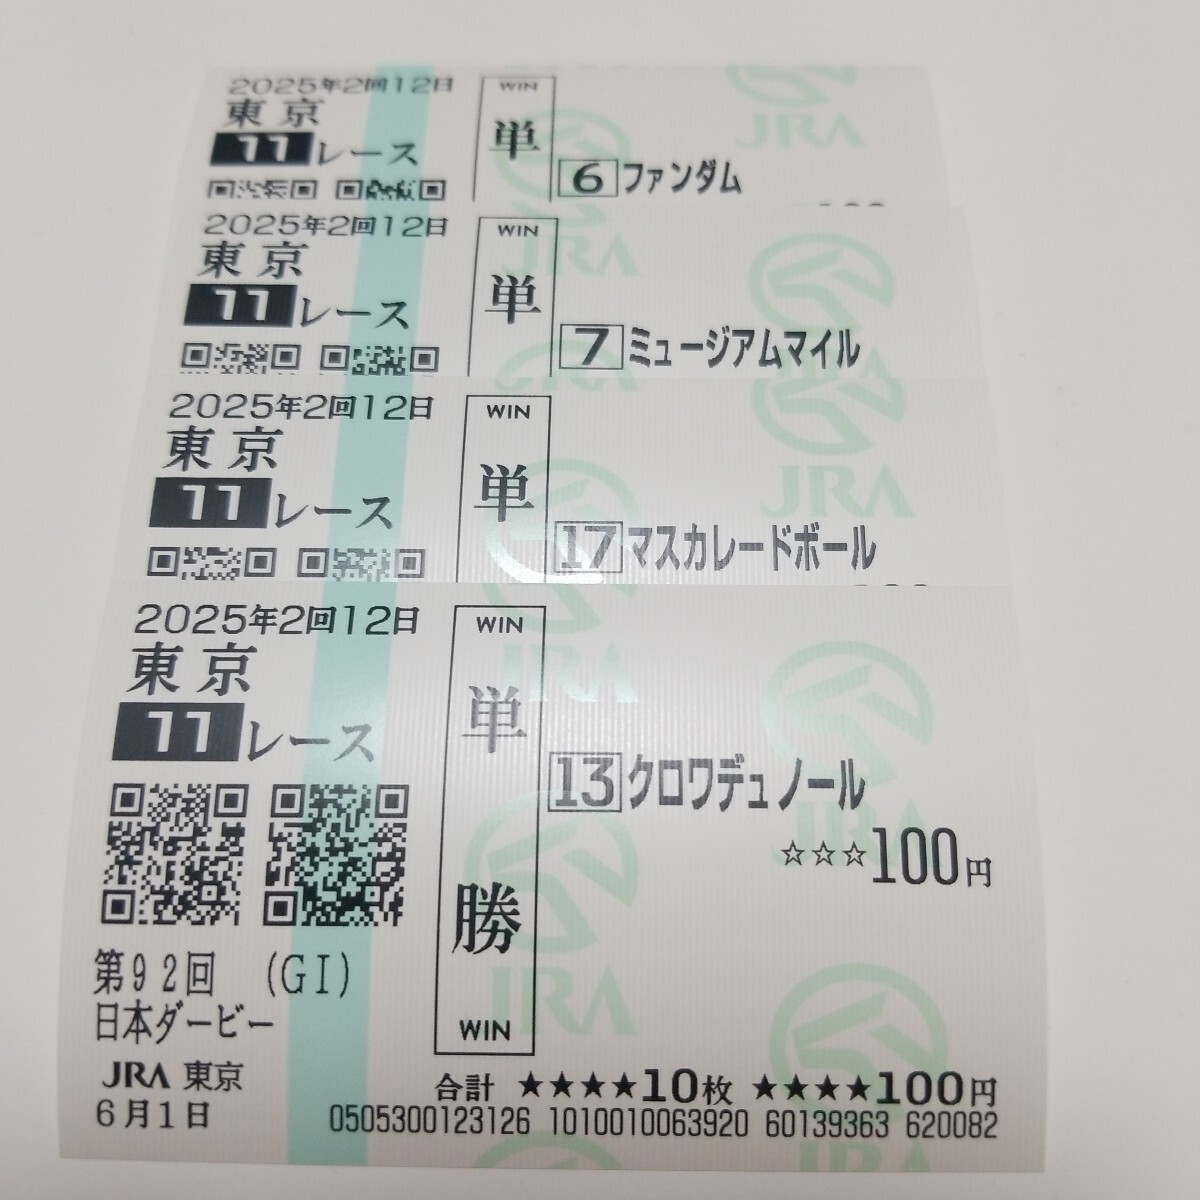 2025年2回12日
東京
11レース
WIN
単
6 ファンダム
2025年2回12日
東京
11レース
WIN
単
7 ミュージアムマイル
2025年2回12日
東京
11レース
WIN
単
17 マスカレードボール
2025年2回12日
東京
11レース
WIN
単勝
WIN
13 クロワデュノール
☆☆☆100円
第92回 (GI)
日本ダービー
JRA 東京
6月1日
合計 ★★★★10枚 ★★★★100円
0505300123126 1010010063920 60139363 620082
JRA
JRA
JRA
JRA
JRA
JRA
JRA